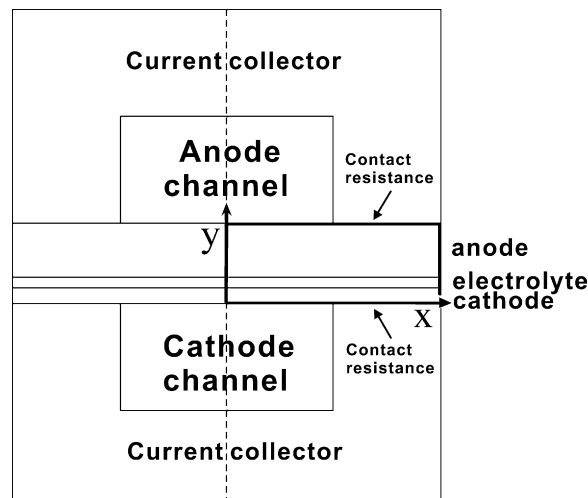 Current collector
Anode
channel
Contact
resistance
y
anode
electrolyte
cathode
x
Cathode
channel
Contact
resistance
Current collector